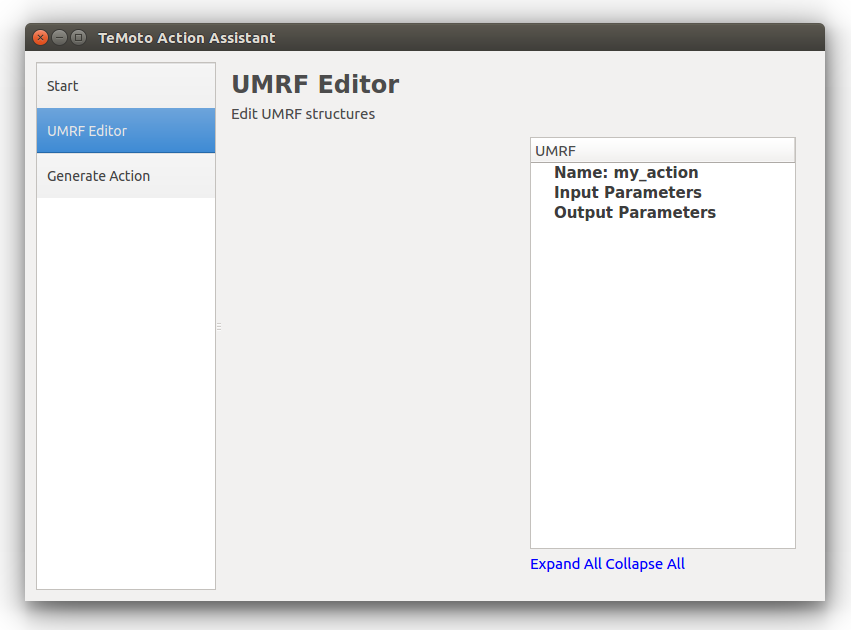 TeMoto Action Assistant
Start
UMRF Editor
Generate Action
UMRF Editor
Edit UMRF structures
UMRF
Name: my_action
Input Parameters
Output Parameters
Expand All Collapse All